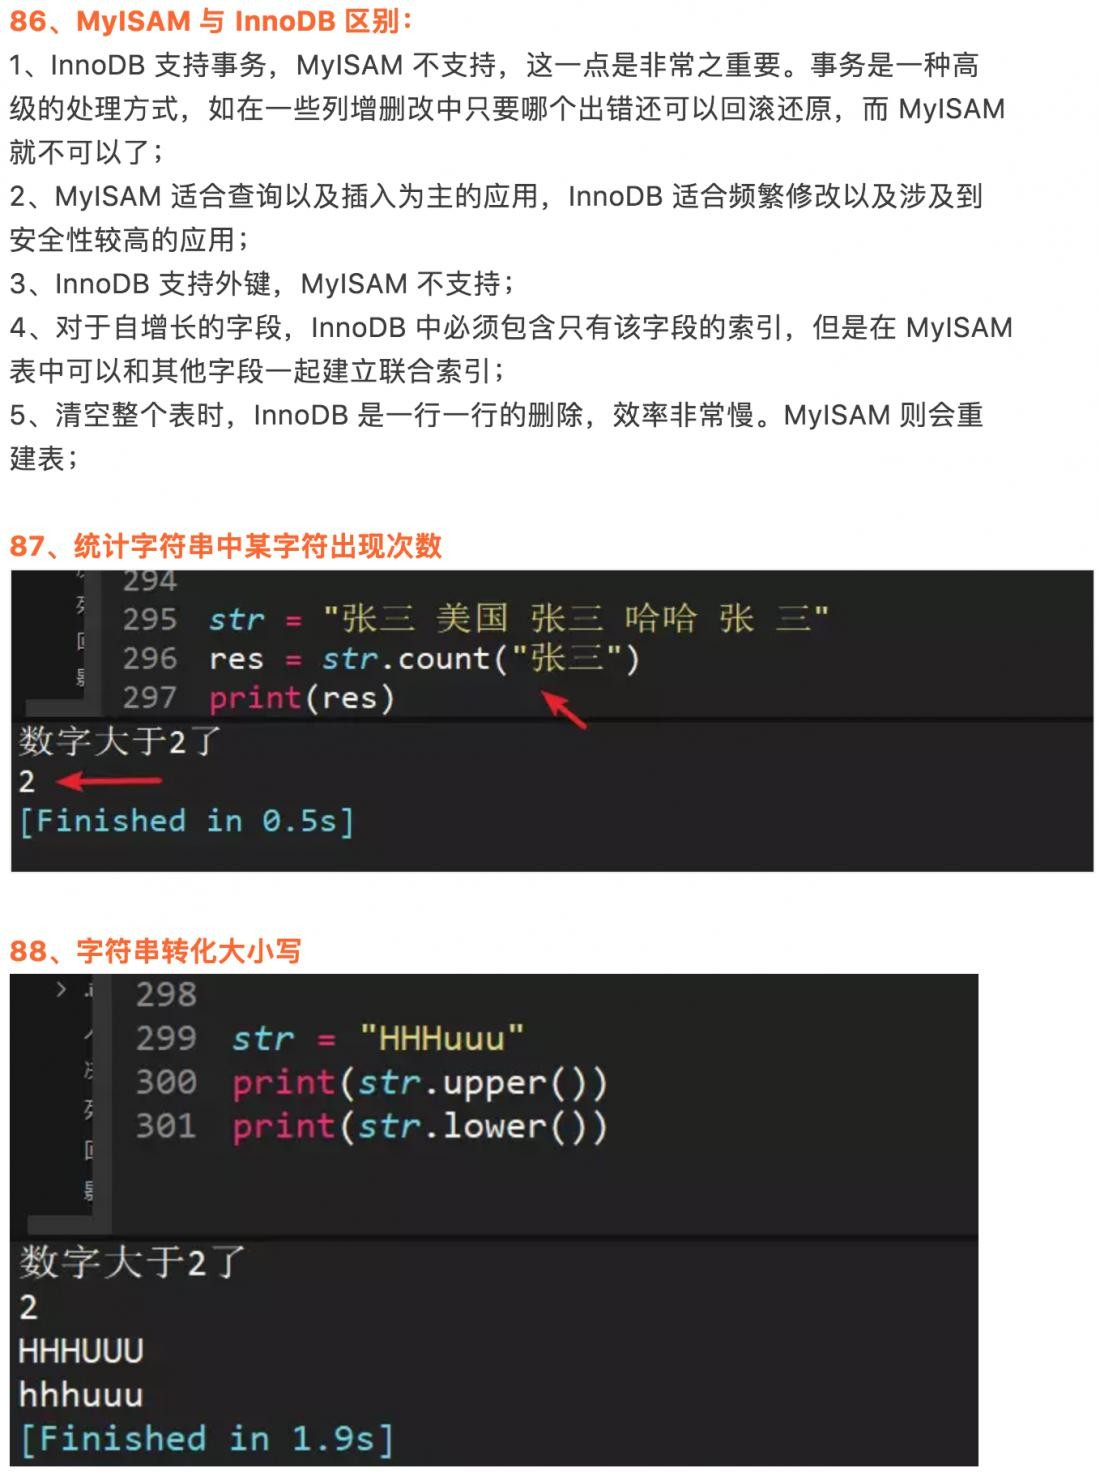 86、MyISAM 与 InnoDB 区别：
1、InnoDB 支持事务，MyISAM 不支持，这一点是非常之重要。事务是一种高
级的处理方式，如在一些列增删改中只要哪个出错还可以回滚还原，而 MyISAM
就不可以了；
2、MyISAM 适合查询以及插入为主的应用，InnoDB 适合频繁修改以及涉及到
安全性较高的应用；
3、InnoDB 支持外键，MyISAM 不支持；
4、对于自增长的字段，InnoDB 中必须包含只有该字段的索引，但是在 MyISAM
表中可以和其他字段一起建立联合索引；
5、清空整个表时，InnoDB 是一行一行的删除，效率非常慢。MyISAM 则会重
建表；
87、统计字符串中某字符出现次数
294
295 str = "张三 美国 张三 哈哈 张 三"
296 res = str.count("张三")
297 print(res)
数字大于2了
2
[Finished in 0.5s]
88、字符串转化大小写
298
299 str = "HHHuuu"
300 print(str.upper())
301 print(str.lower())
数字大于2了
2
HHHUUU
hhhuuu
[Finished in 1.9s]